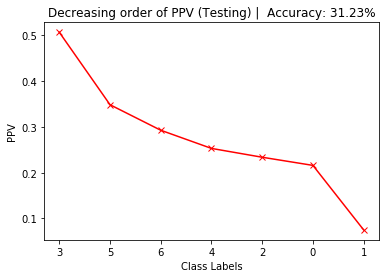 Decreasing order of PPV (Testing) |  Accuracy: 31.23%
0.5
0.4
0.3
0.2
0.1
PPV
3 5 6 4 2 0 1
Class Labels